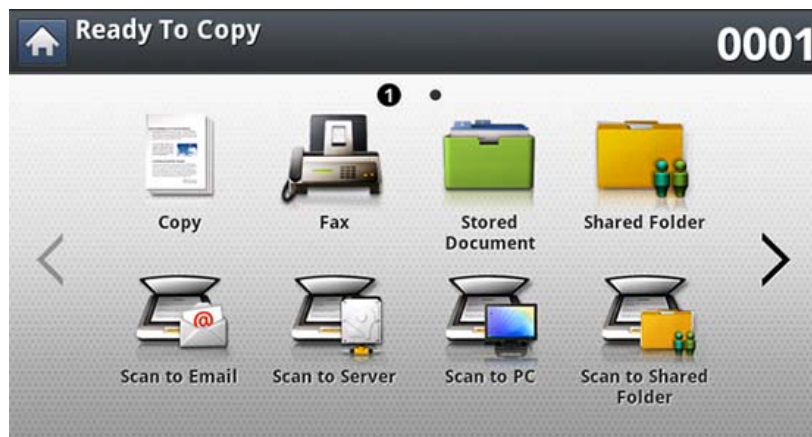 Ready To Copy
0001
1
Copy
Fax
Stored
Document
Shared Folder
Scan to Email
Scan to Server
Scan to PC
Scan to Shared
Folder